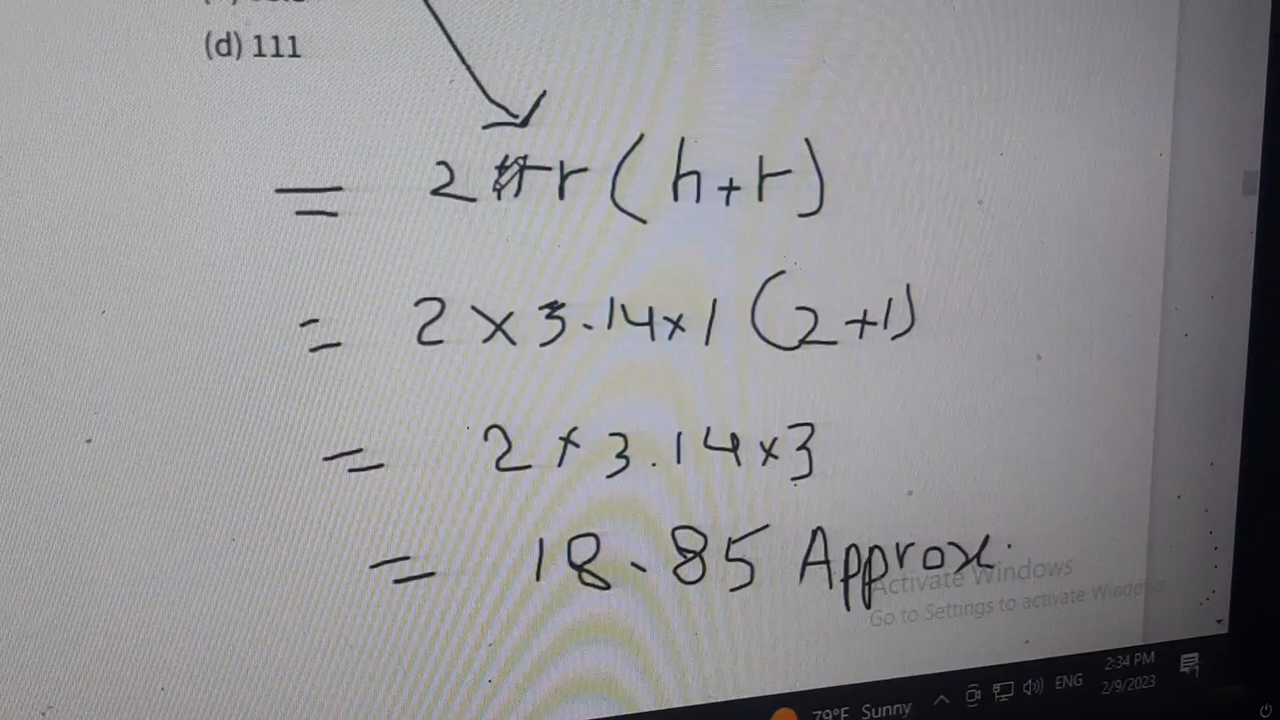 (d) 111
= 2πr(h+r)
= 2×3.14×1(2+1)
= 2×3.14×3
= 18.85 Approx.
Activate Windows
Go to Settings to activate Windows.
2:34 PM
ENG
2/9/2023
79°F Sunny